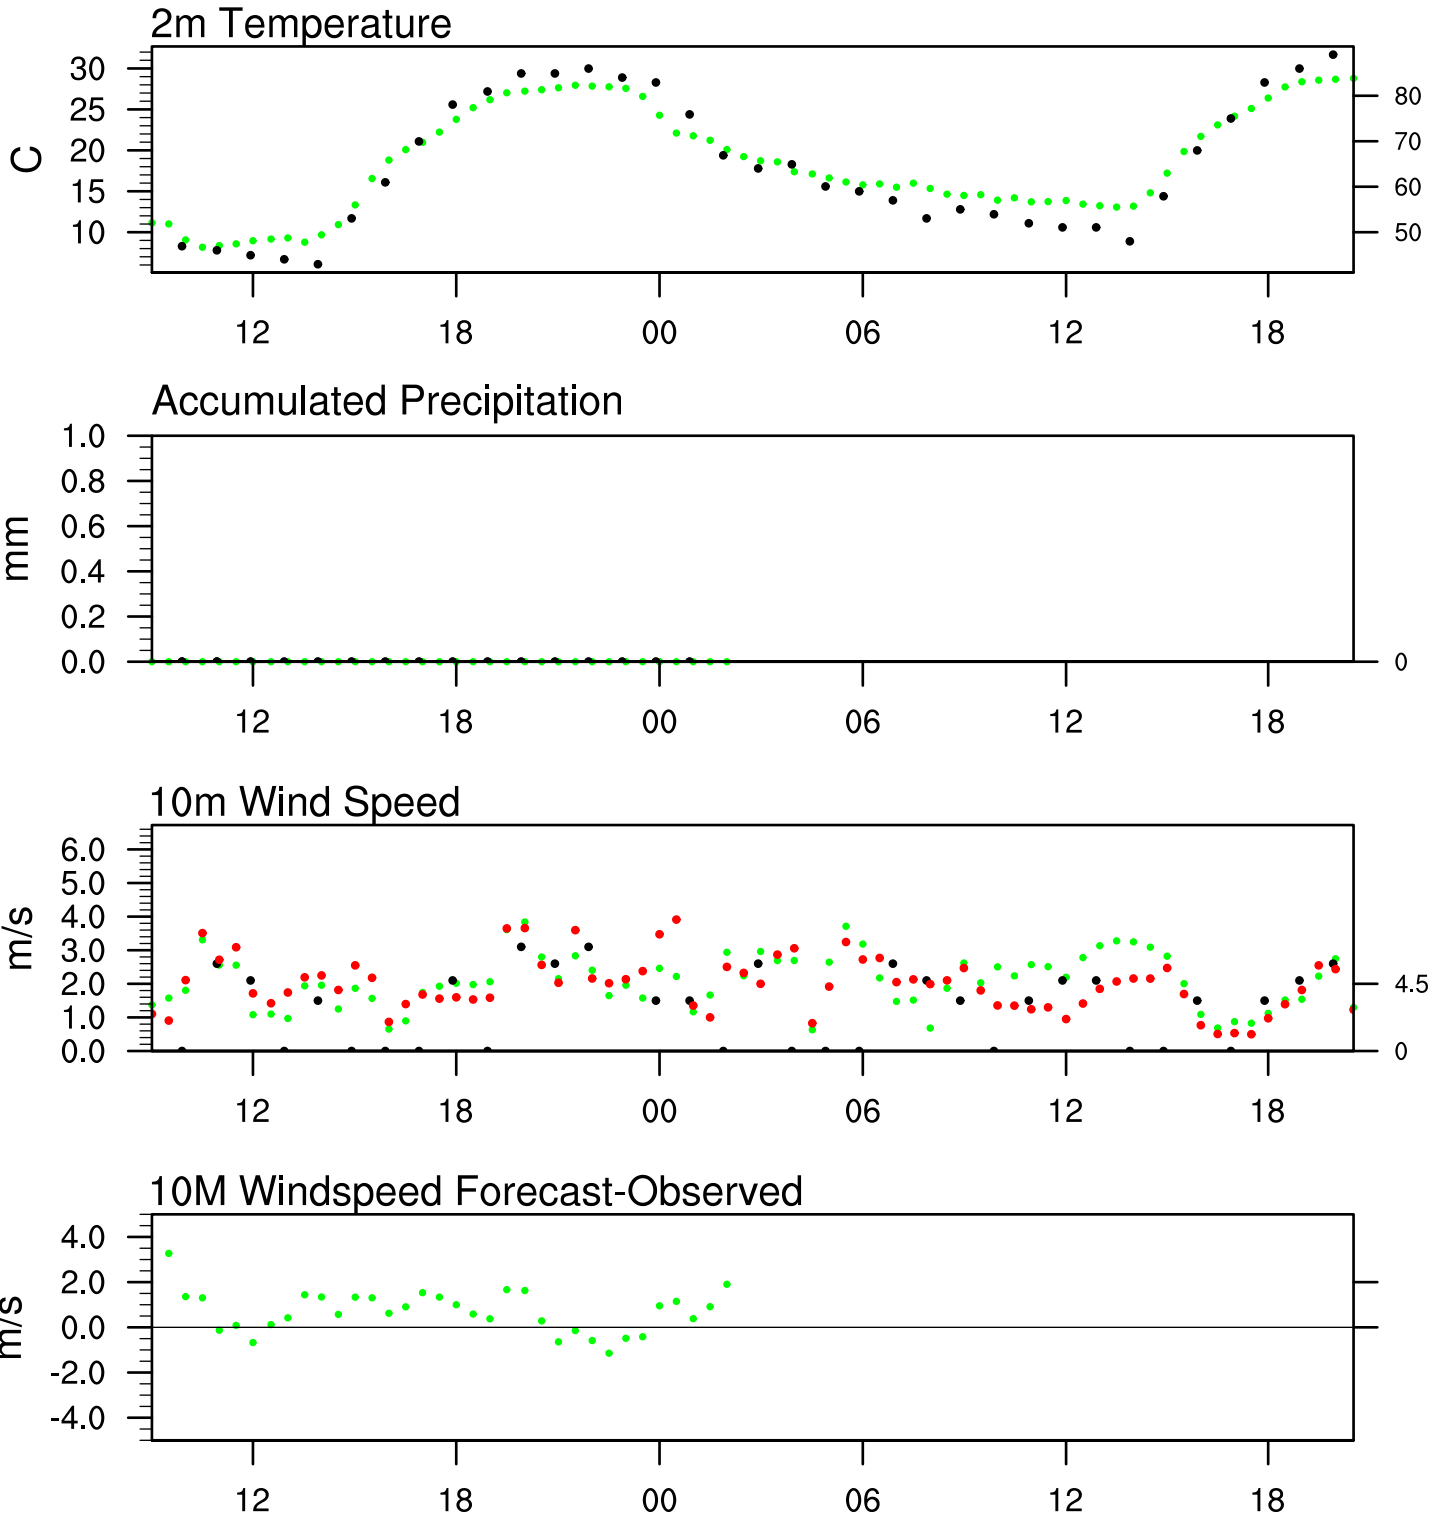 2m Temperature
30
25
20
15
10
C
80
70
60
50
12 18 00 06 12 18
Accumulated Precipitation
1.0
0.8
0.6
0.4
0.2
0.0
mm
0
12 18 00 06 12 18
10m Wind Speed
6.0
5.0
4.0
3.0
2.0
1.0
0.0
m/s
4.5
0
12 18 00 06 12 18
10M Windspeed Forecast-Observed
4.0
2.0
0.0
-2.0
-4.0
m/s
12 18 00 06 12 18